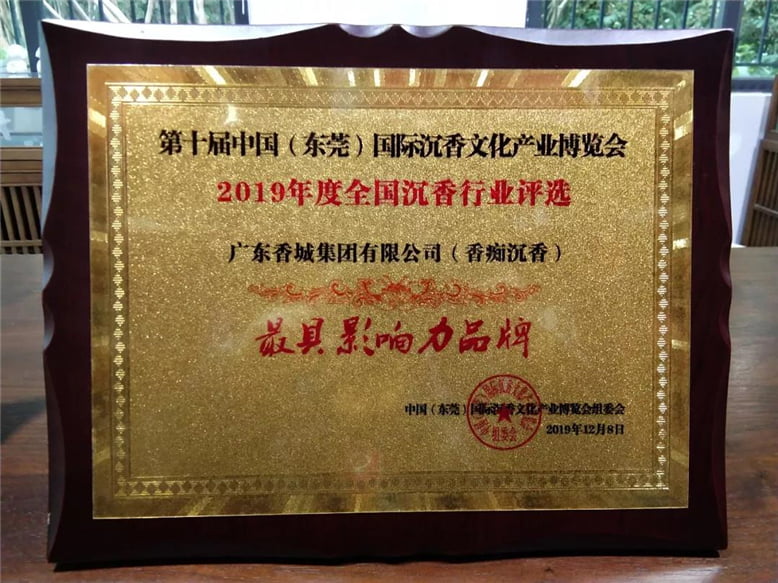 第十届中国（东莞）国际沉香文化产业博览会
2019年度全国沉香行业评选
广东香城集团有限公司（香痴沉香）
最具影响力品牌
中国（东莞）国际沉香文化产业博览会组委会
2019年12月8日
组委会